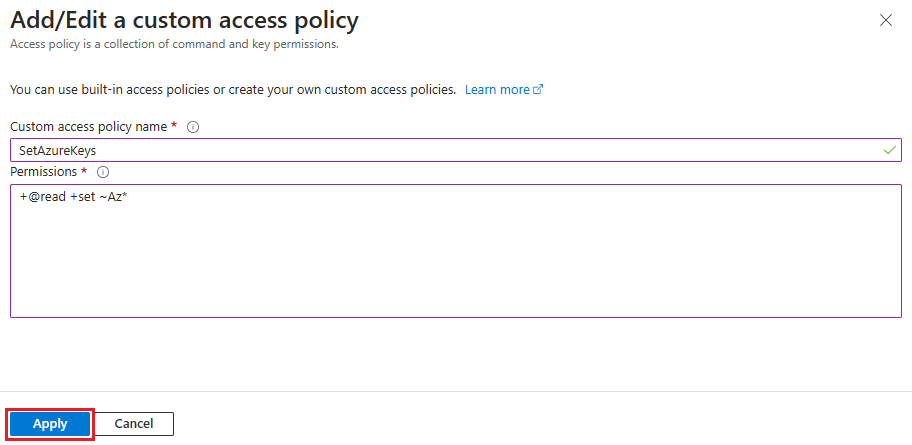 Add/Edit a custom access policy
Access policy is a collection of command and key permissions.
You can use built-in access policies or create your own custom access policies. Learn more
Custom access policy name *
SetAzureKeys
Permissions *
+@read +set ~Az*
Apply Cancel